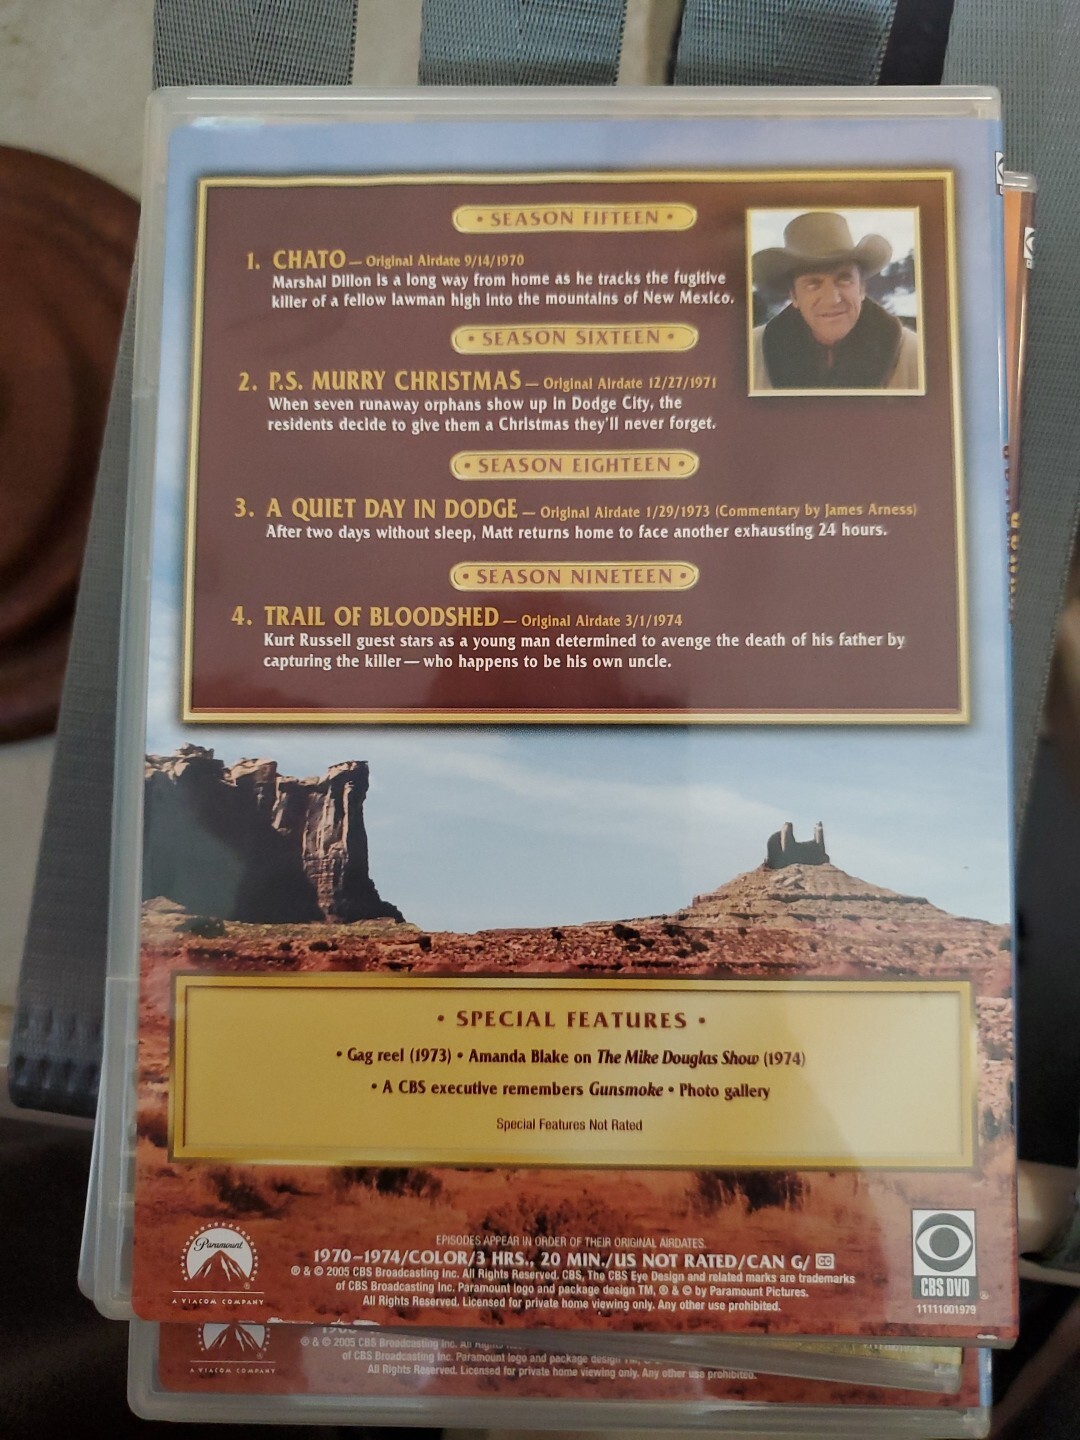 • SEASON FIFTEEN •
1. CHATO — Original Airdate 9/14/1970
Marshal Dillon is a long way from home as he tracks the fugitive
killer of a fellow lawman high into the mountains of New Mexico.
• SEASON SIXTEEN •
2. P.S. MURRY CHRISTMAS — Original Airdate 12/27/1971
When seven runaway orphans show up in Dodge City, the
residents decide to give them a Christmas they'll never forget.
• SEASON EIGHTEEN •
3. A QUIET DAY IN DODGE — Original Airdate 1/29/1973 (Commentary by James Arness)
After two days without sleep, Matt returns home to face another exhausting 24 hours.
• SEASON NINETEEN •
4. TRAIL OF BLOODSHED — Original Airdate 3/1/1974
Kurt Russell guest stars as a young man determined to avenge the death of his father by
capturing the killer — who happens to be his own uncle.
• SPECIAL FEATURES •
• Gag reel (1973) • Amanda Blake on The Mike Douglas Show (1974)
• A CBS executive remembers Gunsmoke • Photo gallery
Special Features Not Rated
EPISODES APPEAR IN ORDER OF THEIR ORIGINAL AIRDATES.
1970–1974/COLOR/3 HRS., 20 MIN./US NOT RATED/CAN G/ CC
® & © 2005 CBS Broadcasting Inc. All Rights Reserved. CBS, The CBS Eye Design and related marks are trademarks
of CBS Broadcasting Inc. Paramount logo and package design TM, ® & © by Paramount Pictures.
All Rights Reserved. Licensed for private home viewing only. Any other use prohibited.
Paramount
®
A VIACOM COMPANY
CBS DVD
®
11111001979
® & © 2005 CBS Broadcasting Inc. All
of CBS Broadcasting Inc. Paramount logo and package design
All Rights Reserved. Licensed for private home viewing only. Any other use prohibited.
A VIACOM COMPANY